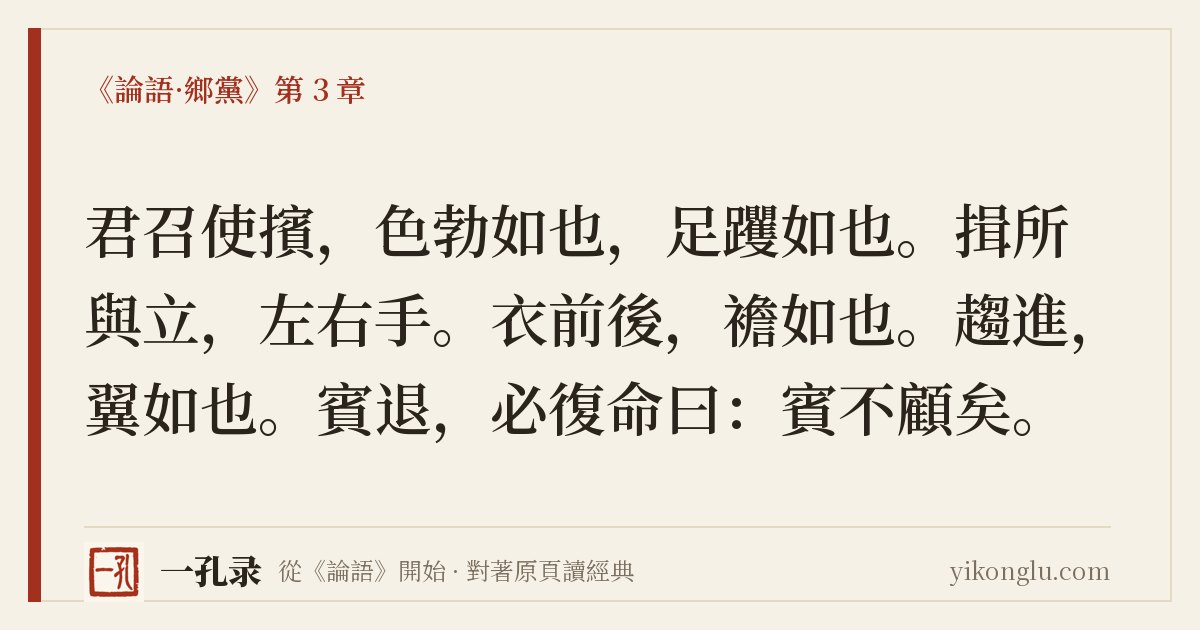 《論語·鄉黨》第 3 章
君召使擯，色勃如也，足躩如也。揖所
與立，左右手。衣前後，襜如也。趨進，
翼如也。賓退，必復命曰：賓不顧矣。
一孔
一孔录 從《論語》開始 · 對著原頁讀經典
yikonglu.com